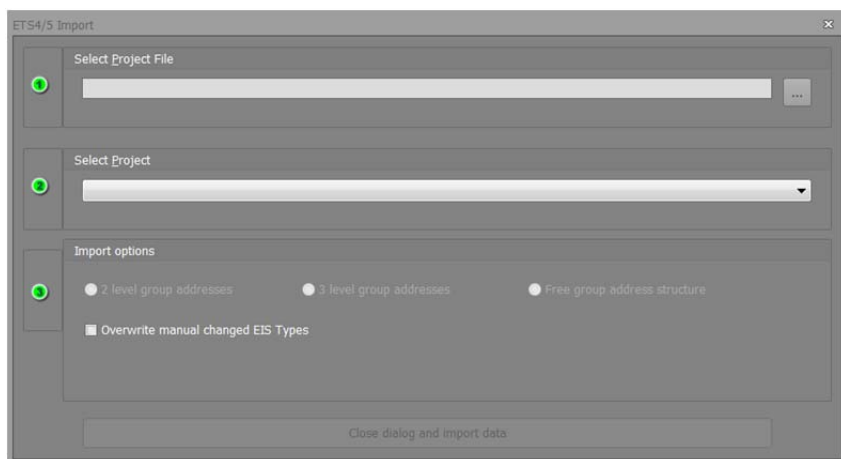 ETS4/5 Import
Select Project File
1
...
Select Project
2
Import options
3
2 level group addresses
3 level group addresses
Free group address structure
Overwrite manual changed EIS Types
Close dialog and import data